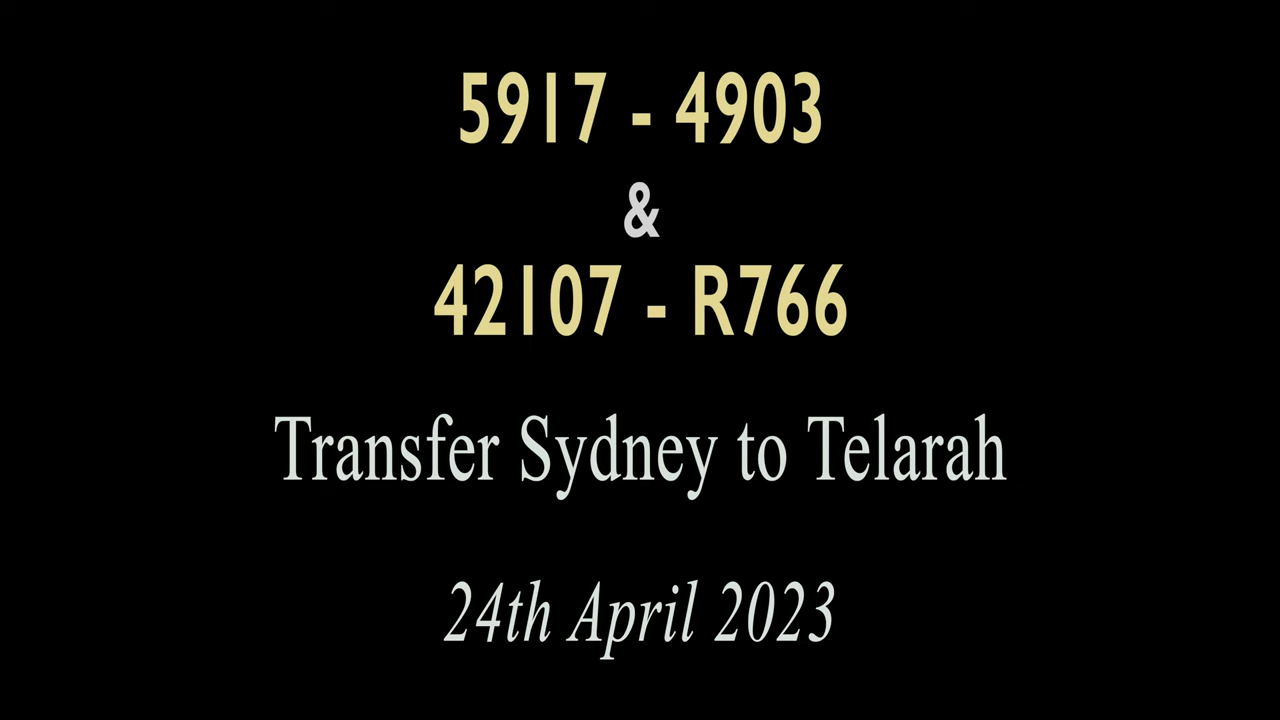 5917 - 4903
&
42107 - R766
Transfer Sydney to Telarah
24th April 2023